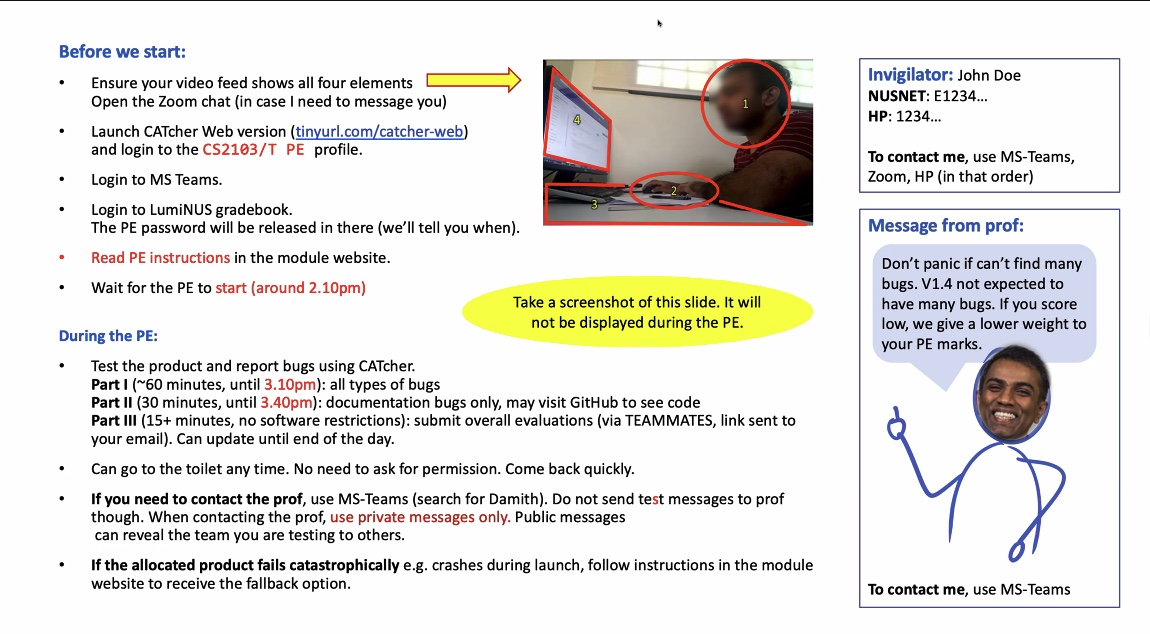 Before we start:
• Ensure your video feed shows all four elements
Open the Zoom chat (in case I need to message you)
• Launch CATcher Web version (tinyurl.com/catcher-web)
and login to the CS2103/T PE profile.
• Login to MS Teams.
• Login to LumiNUS gradebook.
The PE password will be released in there (we'll tell you when).
• Read PE instructions in the module website.
• Wait for the PE to start (around 2.10pm)
1
4
2
3
Take a screenshot of this slide. It will
not be displayed during the PE.
During the PE:
• Test the product and report bugs using CATcher.
Part I (~60 minutes, until 3.10pm): all types of bugs
Part II (30 minutes, until 3.40pm): documentation bugs only, may visit GitHub to see code
Part III (15+ minutes, no software restrictions): submit overall evaluations (via TEAMMATES, link sent to
your email). Can update until end of the day.
• Can go to the toilet any time. No need to ask for permission. Come back quickly.
• If you need to contact the prof, use MS-Teams (search for Damith). Do not send test messages to prof
though. When contacting the prof, use private messages only. Public messages
can reveal the team you are testing to others.
• If the allocated product fails catastrophically e.g. crashes during launch, follow instructions in the module
website to receive the fallback option.
Invigilator: John Doe
NUSNET: E1234...
HP: 1234...
To contact me, use MS-Teams,
Zoom, HP (in that order)
Message from prof:
Don't panic if can't find many
bugs. V1.4 not expected to
have many bugs. If you score
low, we give a lower weight to
your PE marks.
To contact me, use MS-Teams